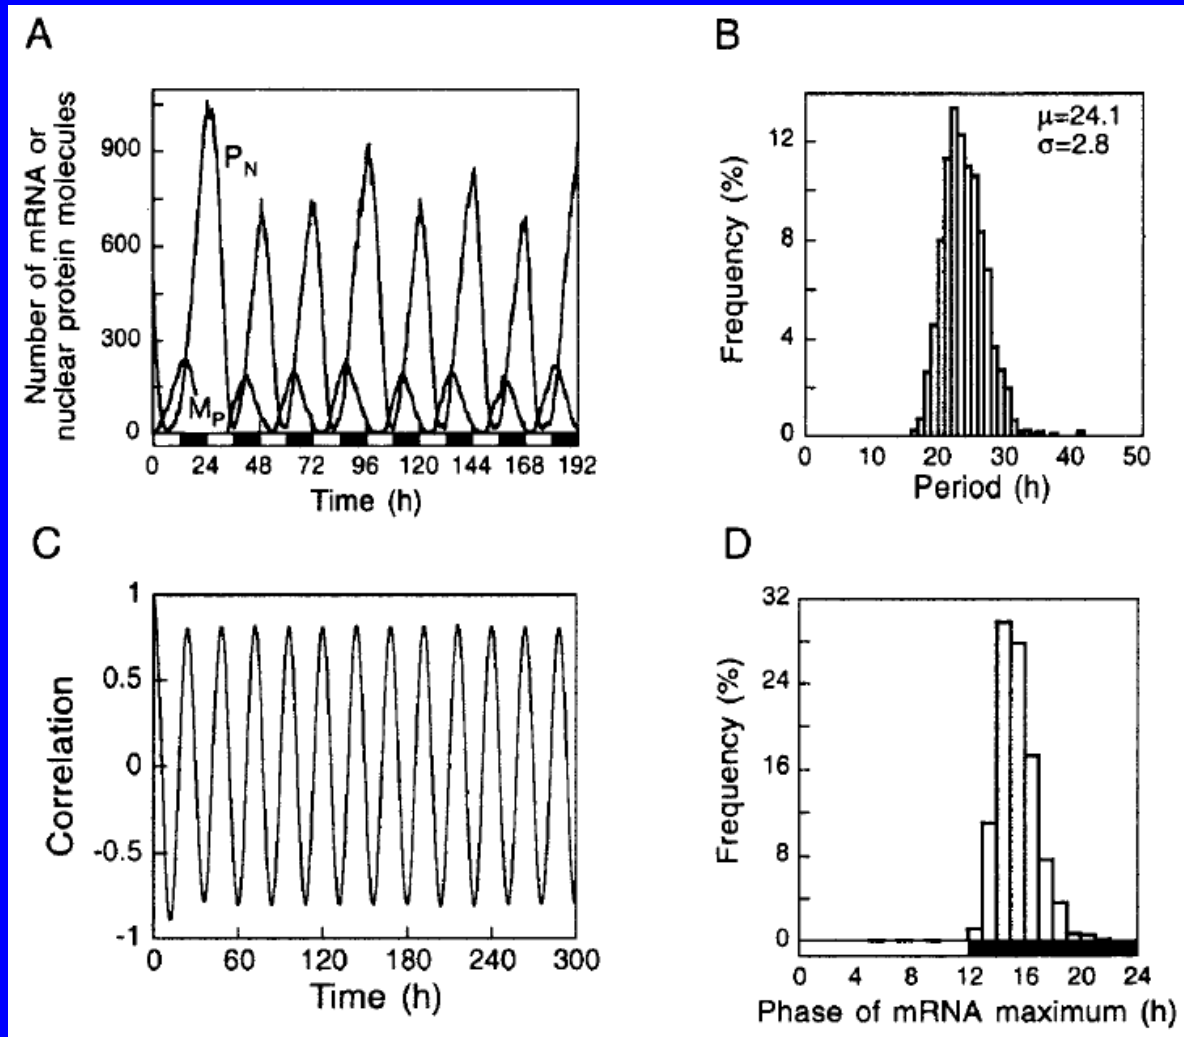 A
Number of mRNA or
nuclear protein molecules
900
600
300
0
P_N
M_P
0 24 48 72 96 120 144 168 192
Time (h)
B
Frequency (%)
12
8
4
0
μ=24.1
σ=2.8
0 10 20 30 40 50
Period (h)
C
Correlation
1
0.5
0
-0.5
-1
0 60 120 180 240 300
Time (h)
D
Frequency (%)
32
24
16
8
0
0 4 8 12 16 20 24
Phase of mRNA maximum (h)